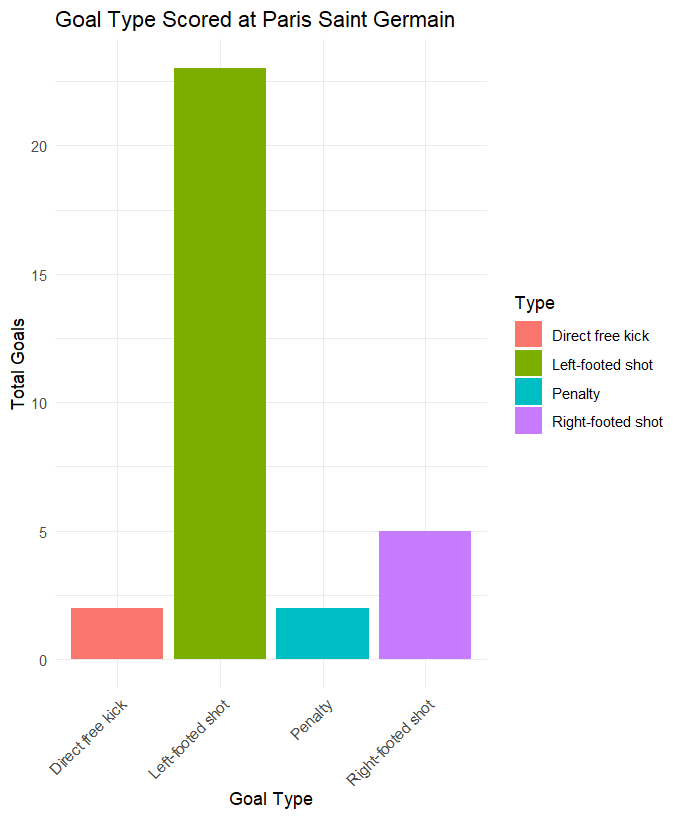 Goal Type Scored at Paris Saint Germain
Total Goals
20
15
10
5
0
Direct free kick
Left-footed shot
Penalty
Right-footed shot
Goal Type
Type
Direct free kick
Left-footed shot
Penalty
Right-footed shot